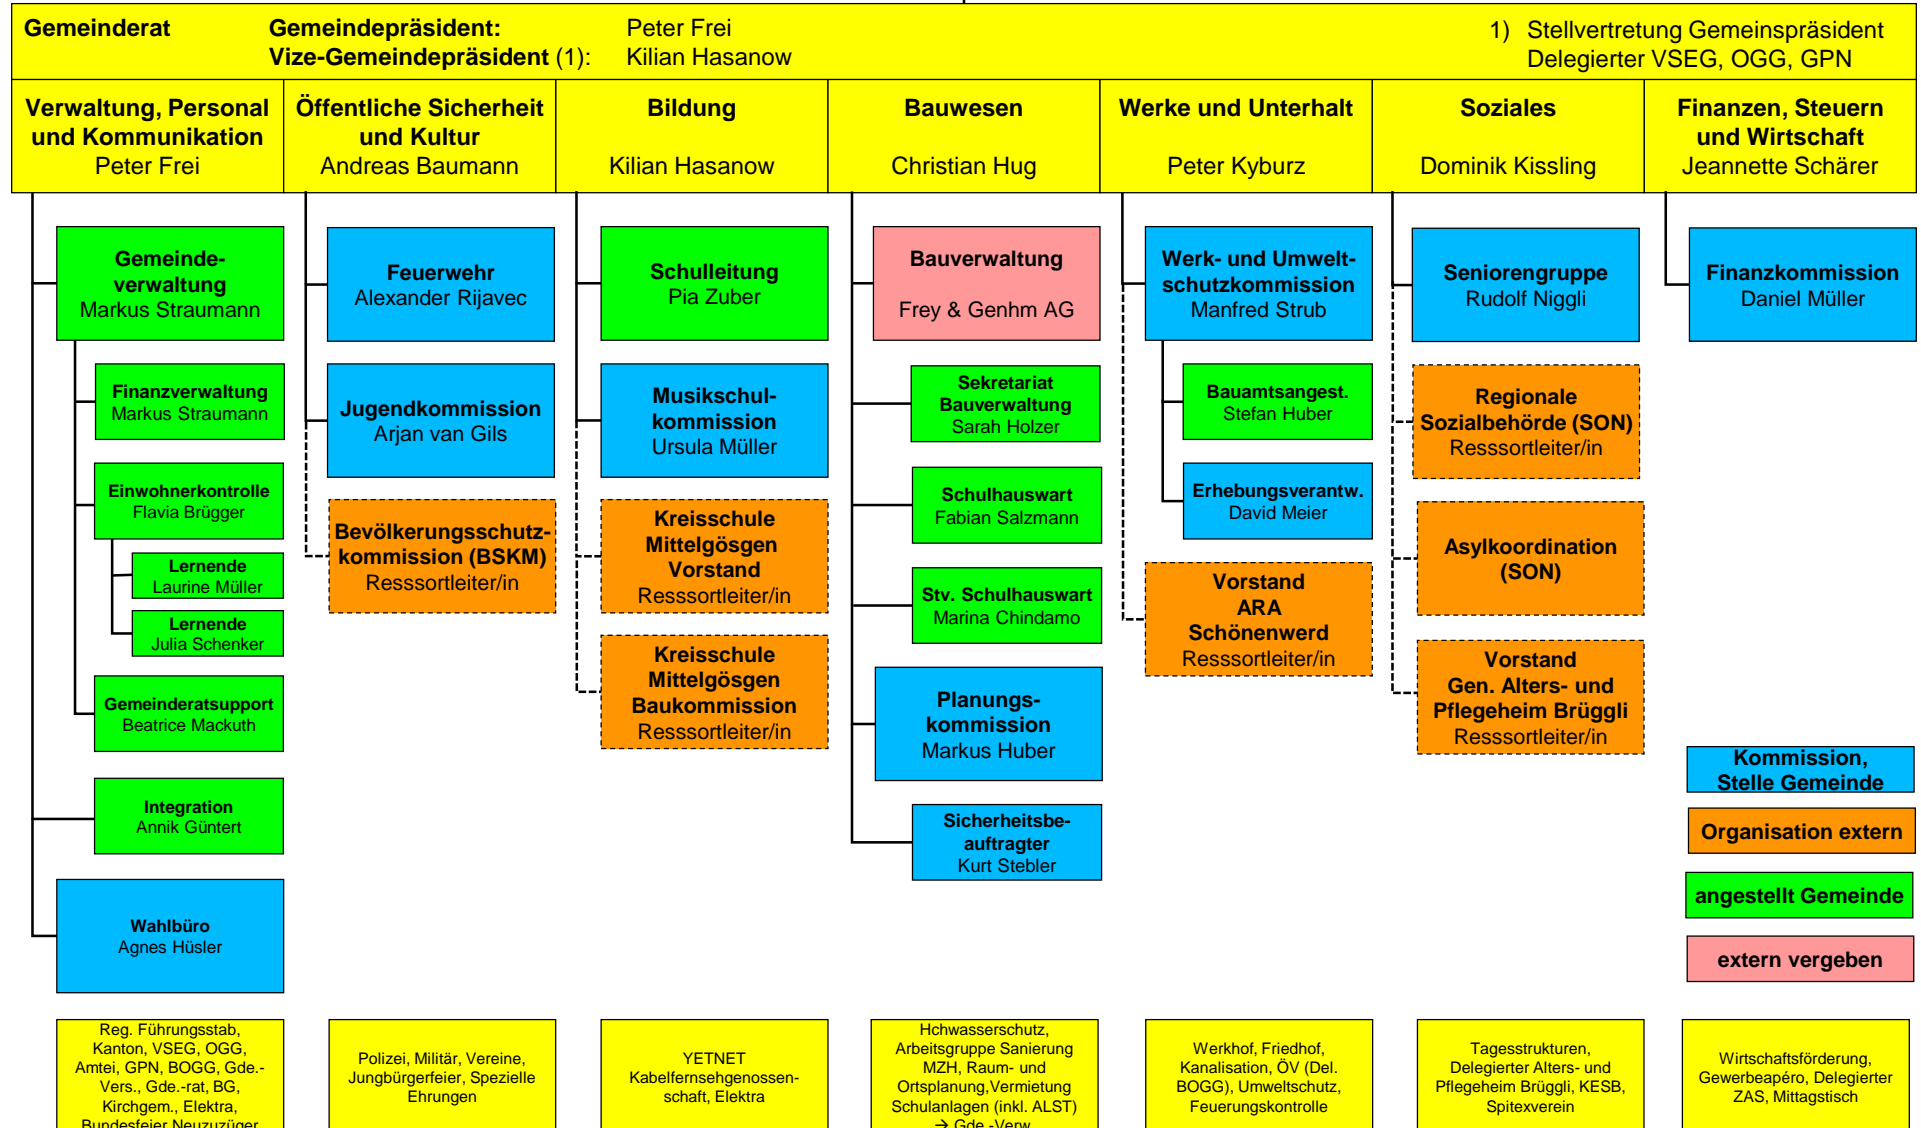 Gemeinderat
Gemeindepräsident: Peter Frei
Vize-Gemeindepräsident (1): Kilian Hasanow
1) Stellvertretung Gemeinspräsident
Delegierter VSEG, OGG, GPN
Verwaltung, Personal
und Kommunikation
Peter Frei
Öffentliche Sicherheit
und Kultur
Andreas Baumann
Bildung
Kilian Hasanow
Bauwesen
Christian Hug
Werke und Unterhalt
Peter Kyburz
Soziales
Dominik Kissling
Finanzen, Steuern
und Wirtschaft
Jeannette Schärer
Gemeinde-
verwaltung
Markus Straumann
Finanzverwaltung
Markus Straumann
Einwohnerkontrolle
Flavia Brügger
Lernende
Laurine Müller
Lernende
Julia Schenker
Gemeinderatsupport
Beatrice Mackuth
Integration
Annik Güntert
Wahlbüro
Agnes Hüsler
Reg. Führungsstab,
Kanton, VSEG, OGG,
Amtei, GPN, BOGG, Gde.-
Vers., Gde.-rat, BG,
Kirchgem., Elektra,
Bundesfeier Neuzuzüger
Feuerwehr
Alexander Rijavec
Jugendkommission
Arjan van Gils
Bevölkerungsschutz-
kommission (BSKM)
Resssortleiter/in
Polizei, Militär, Vereine,
Jungbürgerfeier, Spezielle
Ehrungen
Schulleitung
Pia Zuber
Musikschul-
kommission
Ursula Müller
Kreisschule
Mittelgösgen
Vorstand
Resssortleiter/in
Kreisschule
Mittelgösgen
Baukommission
Resssortleiter/in
YETNET
Kabelfernsehgenossen-
schaft, Elektra
Bauverwaltung
Frey & Genhm AG
Sekretariat
Bauverwaltung
Sarah Holzer
Schulhauswart
Fabian Salzmann
Stv. Schulhauswart
Marina Chindamo
Planungs-
kommission
Markus Huber
Sicherheitsbe-
auftragter
Kurt Stebler
Hchwasserschutz,
Arbeitsgruppe Sanierung
MZH, Raum- und
Ortsplanung,Vermietung
Schulanlagen (inkl. ALST)
→ Gde.-Verw.
Werk- und Umwelt-
schutzkommission
Manfred Strub
Bauamtsangest.
Stefan Huber
Erhebungsverantw.
David Meier
Vorstand
ARA
Schönenwerd
Resssortleiter/in
Werkhof, Friedhof,
Kanalisation, ÖV (Del.
BOGG), Umweltschutz,
Feuerungskontrolle
Seniorengruppe
Rudolf Niggli
Regionale
Sozialbehörde (SON)
Resssortleiter/in
Asylkoordination
(SON)
Vorstand
Gen. Alters- und
Pflegeheim Brüggli
Resssortleiter/in
Tagesstrukturen,
Delegierter Alters- und
Pflegeheim Brüggli, KESB,
Spitexverein
Finanzkommission
Daniel Müller
Kommission,
Stelle Gemeinde
Organisation extern
angestellt Gemeinde
extern vergeben
Wirtschaftsförderung,
Gewerbeapéro, Delegierter
ZAS, Mittagstisch